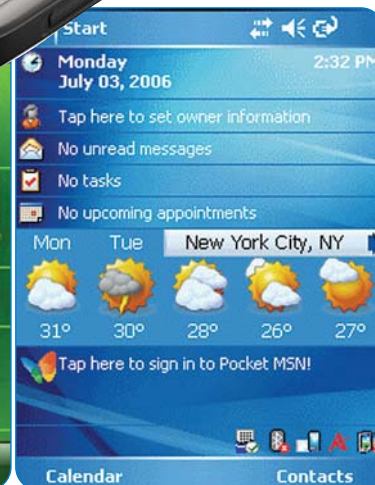 Start
Monday 2:32 PM
July 03, 2006
Tap here to set owner information
No unread messages
No tasks
No upcoming appointments
Mon Tue New York City, NY
31° 30° 28° 26° 27°
Tap here to sign in to Pocket MSN!
Calendar Contacts